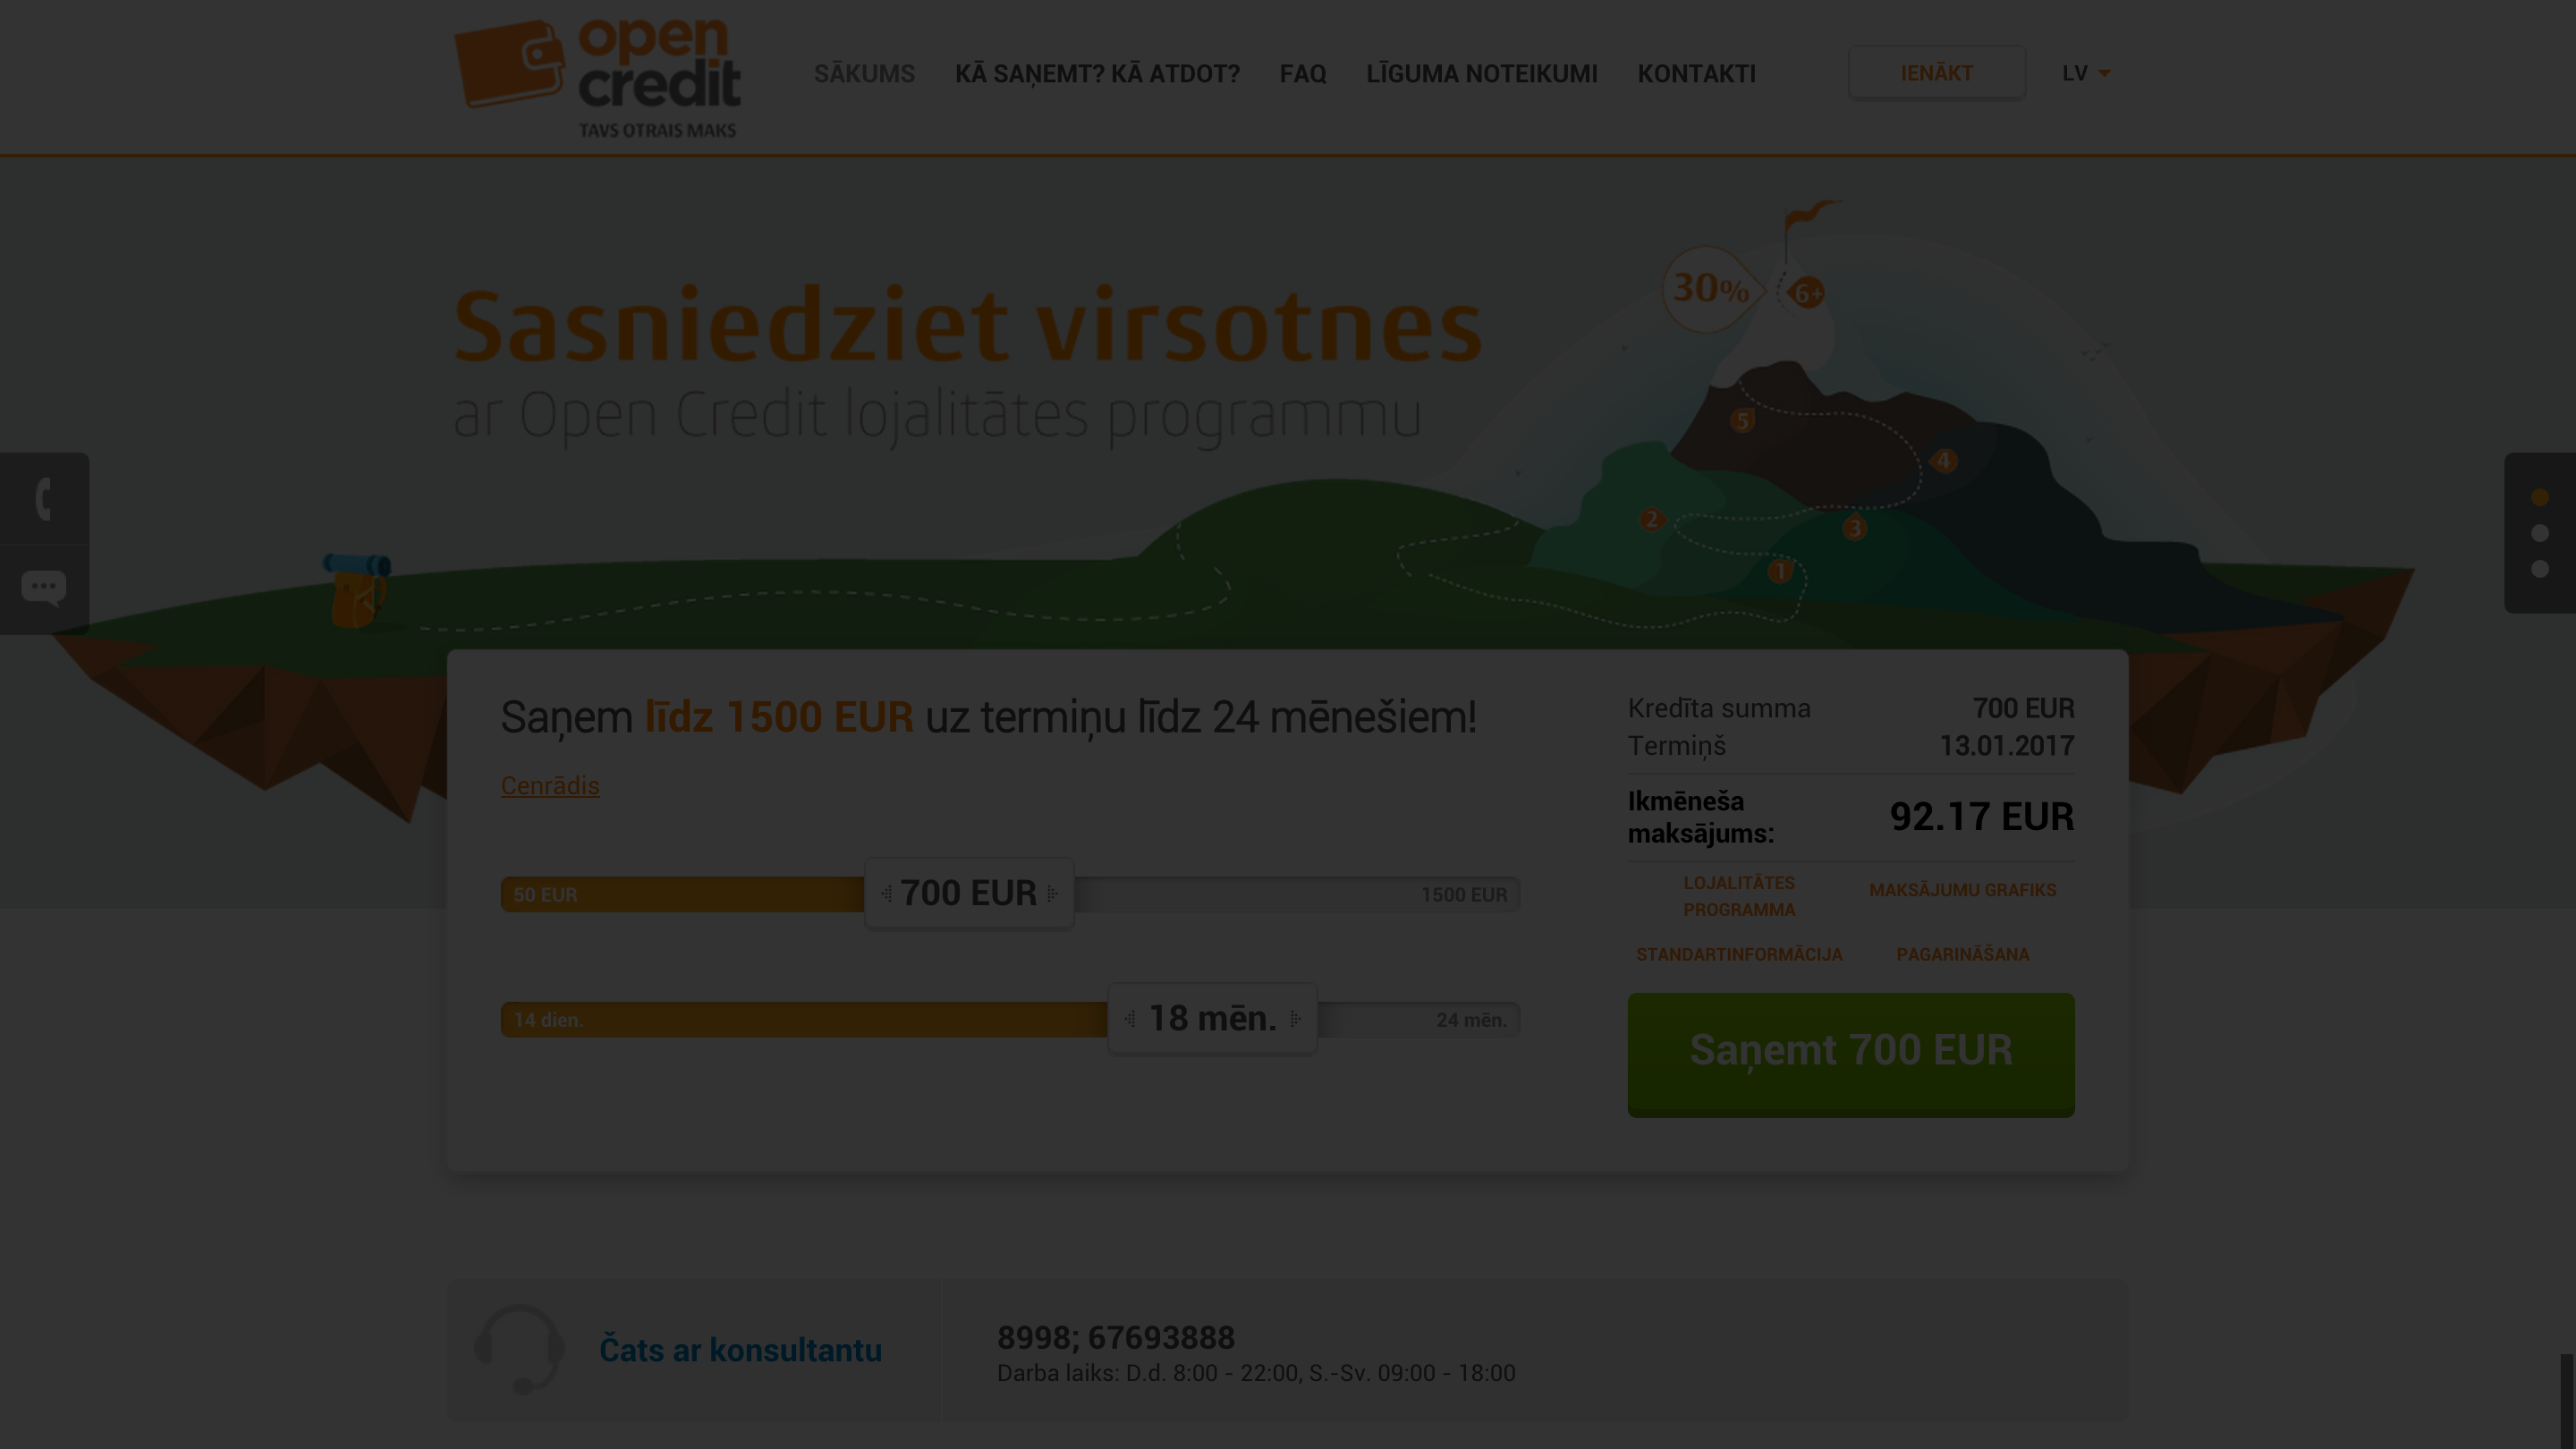 open
credit
TAVS OTRAIS MAKS
SĀKUMS
KĀ SAŅEMT? KĀ ATDOT?
FAQ
LĪGUMA NOTEIKUMI
KONTAKTI
IENĀKT
LV
Sasniedziet virsotnes
ar Open Credit lojalitātes programmu
30%
6+
5
4
2
3
1
Saņem līdz 1500 EUR uz termiņu līdz 24 mēnešiem!
Cenrādis
50 EUR
700 EUR
1500 EUR
14 dien.
18 mēn.
24 mēn.
Kredīta summa 700 EUR
Termiņš 13.01.2017
Ikmēneša
maksājums:
92.17 EUR
LOJALITĀTES
PROGRAMMA
MAKSĀJUMU GRAFIKS
STANDARTINFORMĀCIJA
PAGARINĀŠANA
Saņemt 700 EUR
Čats ar konsultantu
8998; 67693888
Darba laiks: D.d. 8:00 - 22:00, S.-Sv. 09:00 - 18:00